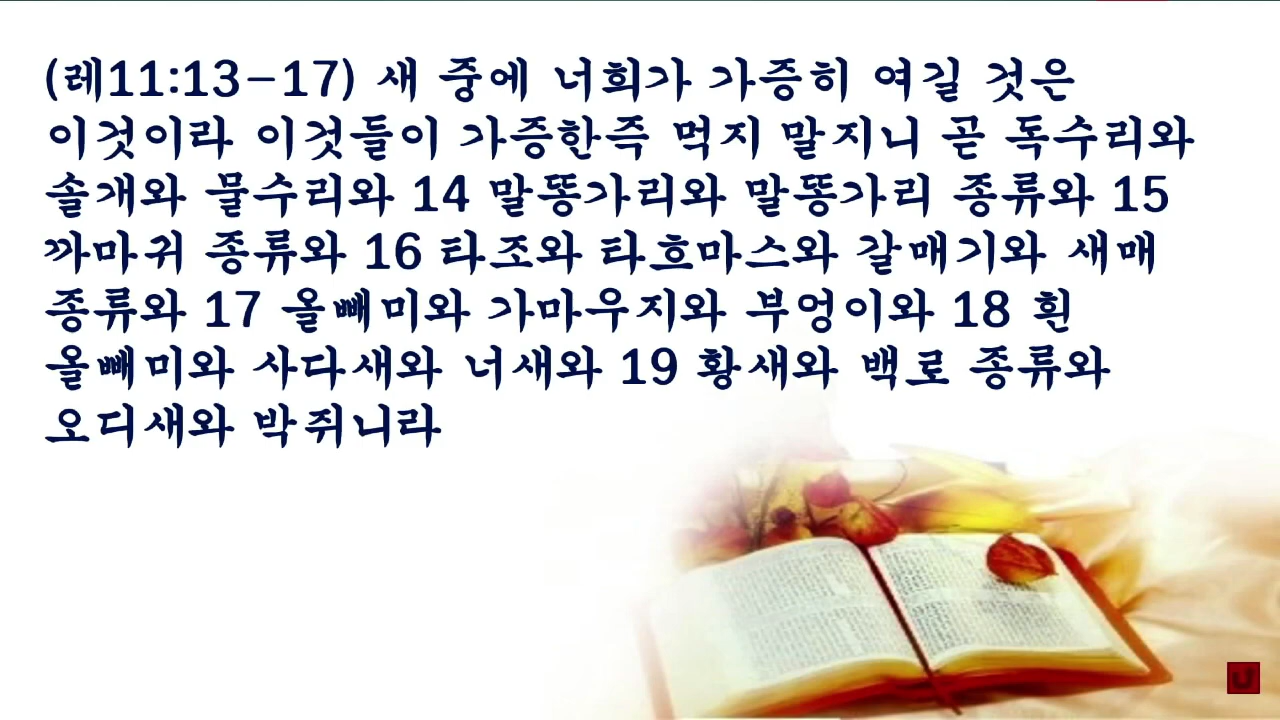 (레11:13-17) 새 중에 너희가 가증히 여길 것은
이것이라 이것들이 가증한즉 먹지 말지니 곧 독수리와
솔개와 물수리와 14 말똥가리와 말똥가리 종류와 15
까마귀 종류와 16 타조와 타흐마스와 갈매기와 새매
종류와 17 올빼미와 가마우지와 부엉이와 18 흰
올빼미와 사다새와 너새와 19 황새와 백로 종류와
오디새와 박쥐니라